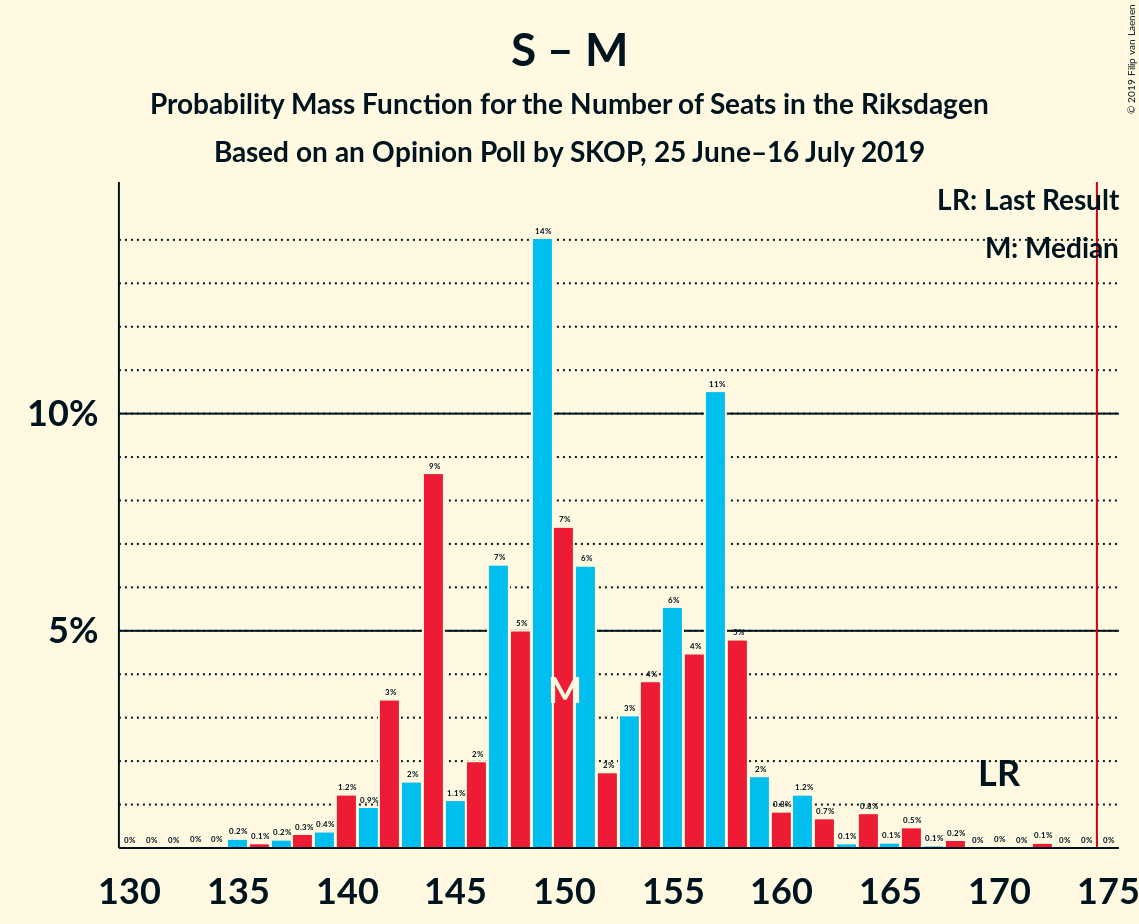 S – M
Probability Mass Function for the Number of Seats in the Riksdagen
Based on an Opinion Poll by SKOP, 25 June–16 July 2019
© 2019 Filip van Laenen
LR: Last Result
M: Median
10%
5%
0% 0% 0% 0% 0% 0.2% 0.1% 0.2% 0.3% 0.4% 1.2% 0.9% 3% 2% 9% 1.1% 2% 7% 5% 14% 7% 6% 2% 3% 4% 6% 4% 11% 5% 2% 0.8% 1.2% 0.7% 0.1% 0.8% 0.1% 0.5% 0.1% 0.2% 0% 0% 0% 0.1% 0% 0% 0%
M
LR
130 135 140 145 150 155 160 165 170 175